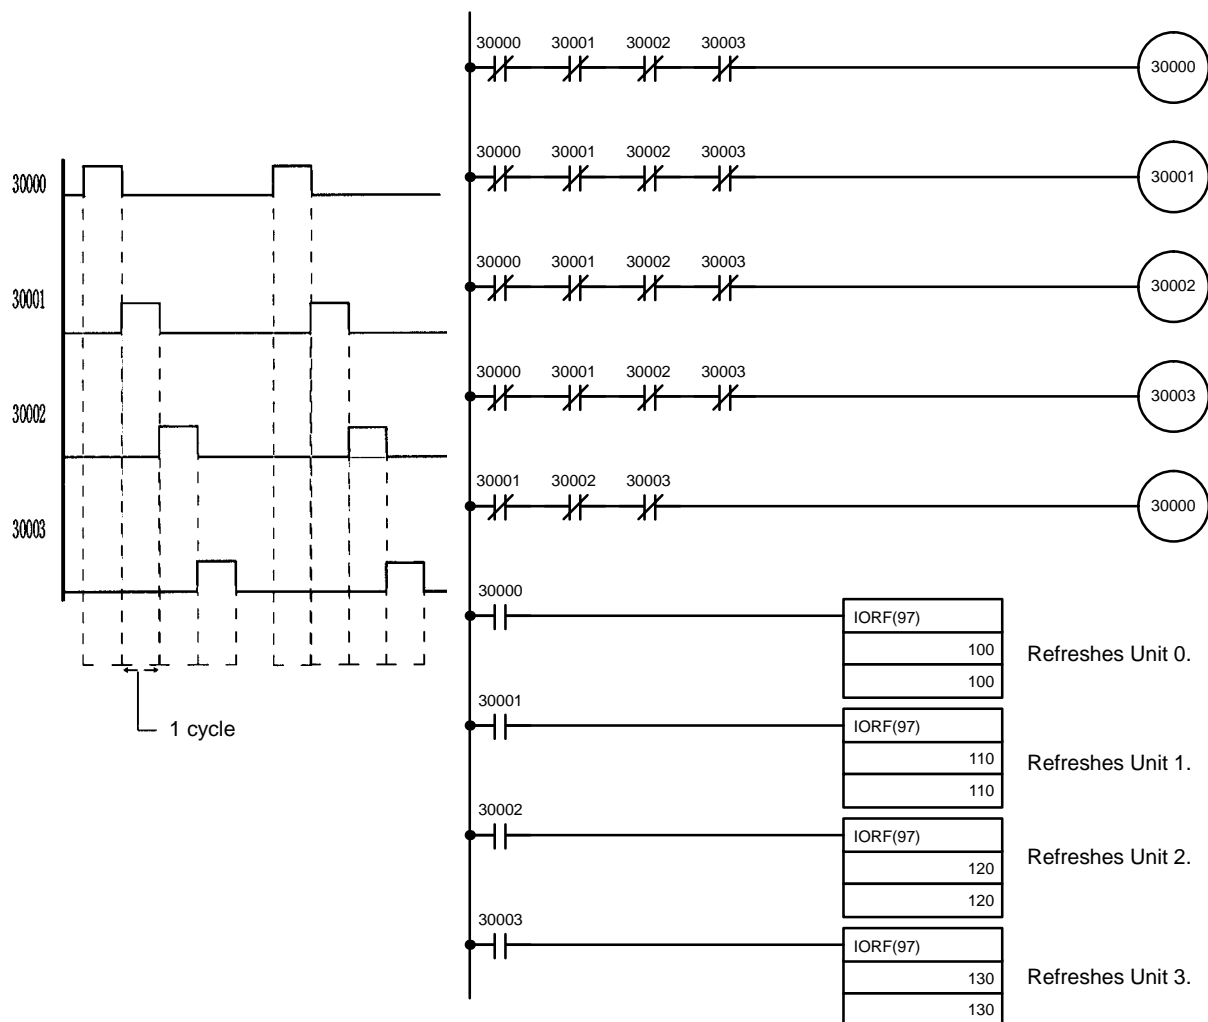 30000 30001 30002 30003
30000
30000 30001 30002 30003
30001
30000 30001 30002 30003
30002
30000 30001 30002 30003
30003
30001 30002 30003
30000
30000
30001
30002
30003
1 cycle
30000
IORF(97)
100
100
Refreshes Unit 0.
30001
IORF(97)
110
110
Refreshes Unit 1.
30002
IORF(97)
120
120
Refreshes Unit 2.
30003
IORF(97)
130
130
Refreshes Unit 3.